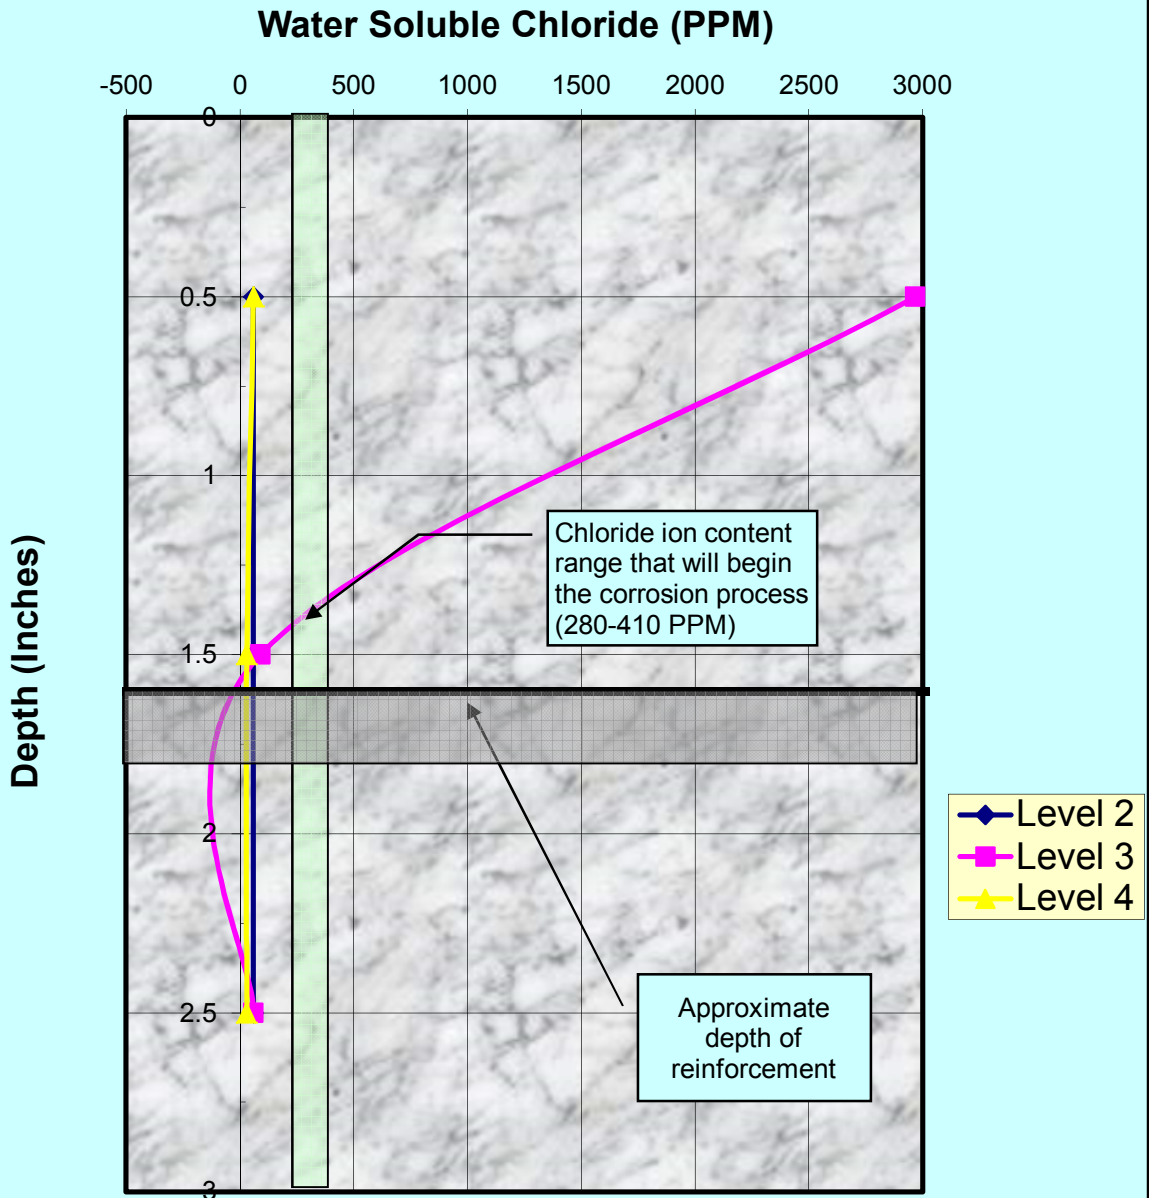 Water Soluble Chloride (PPM)
-500 0 500 1000 1500 2000 2500 3000
0
0.5
1
1.5
2
2.5
3
Depth (Inches)
Chloride ion content
range that will begin
the corrosion process
(280-410 PPM)
Level 2
Level 3
Level 4
Approximate
depth of
reinforcement